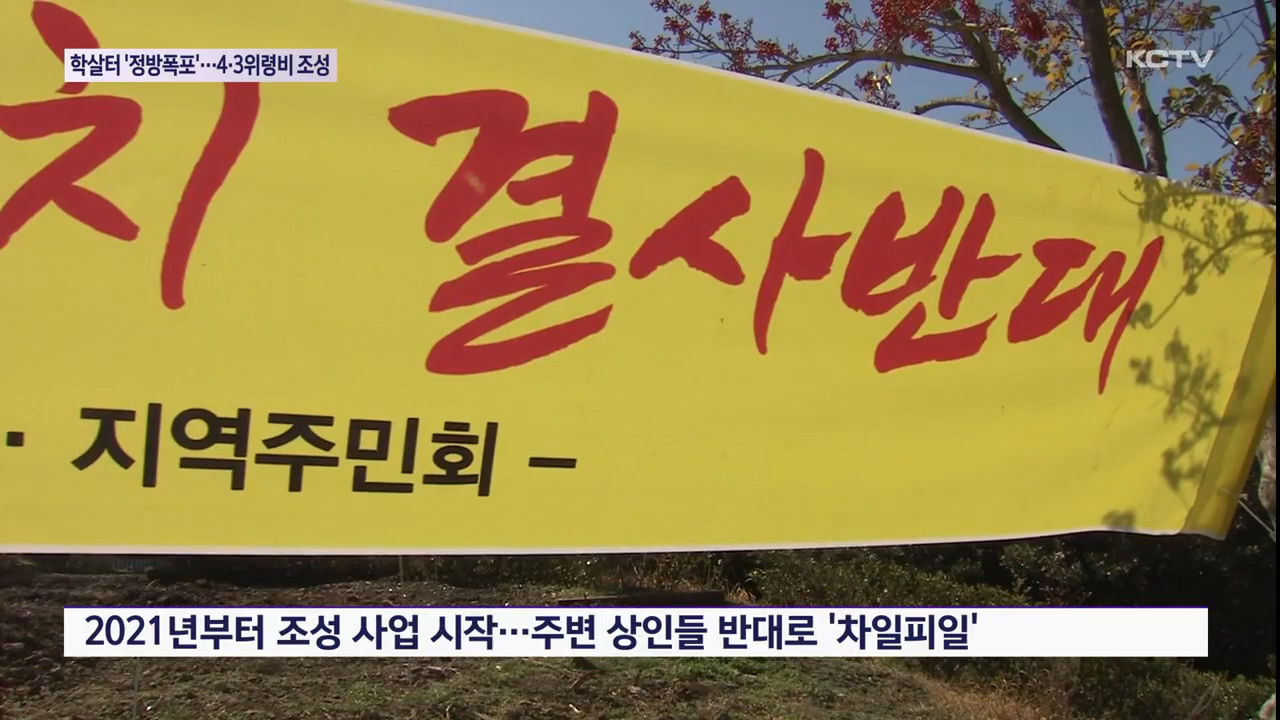 학살터 '정방폭포'…4·3위령비 조성
KCTV
치 결사반대
· 지역주민회 –
2021년부터 조성 사업 시작…주변 상인들 반대로 '차일피일'